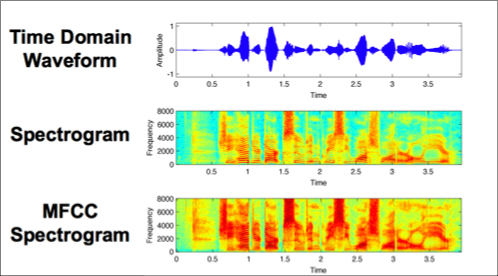 Time Domain
Waveform
Amplitude
1
0
-1
0 0.5 1 1.5 2 2.5 3 3.5
Time
Spectrogram
Frequency
8000
6000
4000
2000
0
0 0.5 1 1.5 2 2.5 3 3.5
Time
MFCC
Spectrogram
Frequency
8000
6000
4000
2000
0
0 0.5 1 1.5 2 2.5 3 3.5
Time